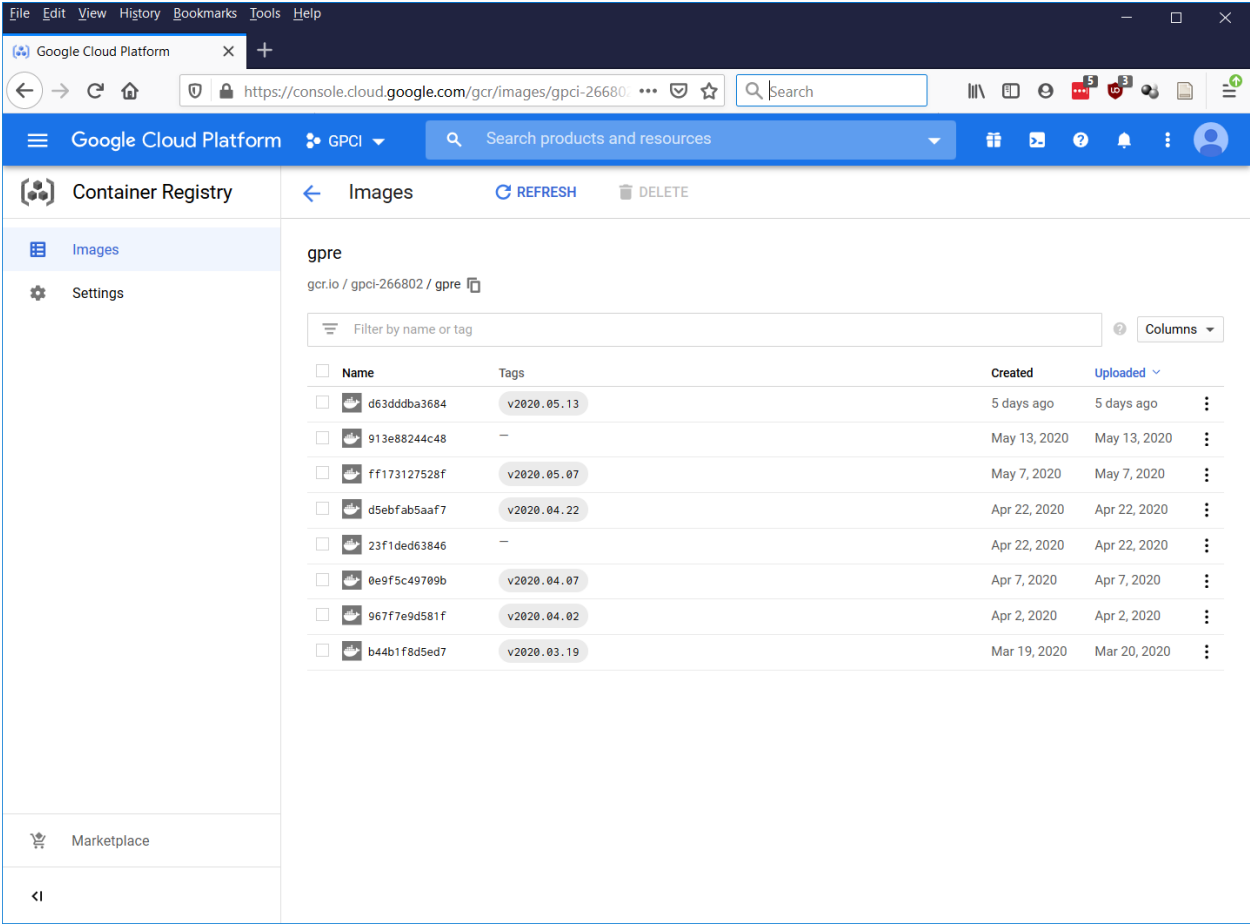 File Edit View History Bookmarks Tools Help
Google Cloud Platform
https://console.cloud.google.com/gcr/images/gpci-26680
Search
5
3
Google Cloud Platform
GPCI
Search products and resources
Container Registry
Images
REFRESH
DELETE
Images
Settings
gpre
gcr.io / gpci-266802 / gpre
Filter by name or tag
Columns
Name Tags Created Uploaded
d63dddba3684 v2020.05.13 5 days ago 5 days ago
913e88244c48 — May 13, 2020 May 13, 2020
ff173127528f v2020.05.07 May 7, 2020 May 7, 2020
d5ebfab5aaf7 v2020.04.22 Apr 22, 2020 Apr 22, 2020
23f1ded63846 — Apr 22, 2020 Apr 22, 2020
0e9f5c49709b v2020.04.07 Apr 7, 2020 Apr 7, 2020
967f7e9d581f v2020.04.02 Apr 2, 2020 Apr 2, 2020
b44b1f8d5ed7 v2020.03.19 Mar 19, 2020 Mar 20, 2020
Marketplace